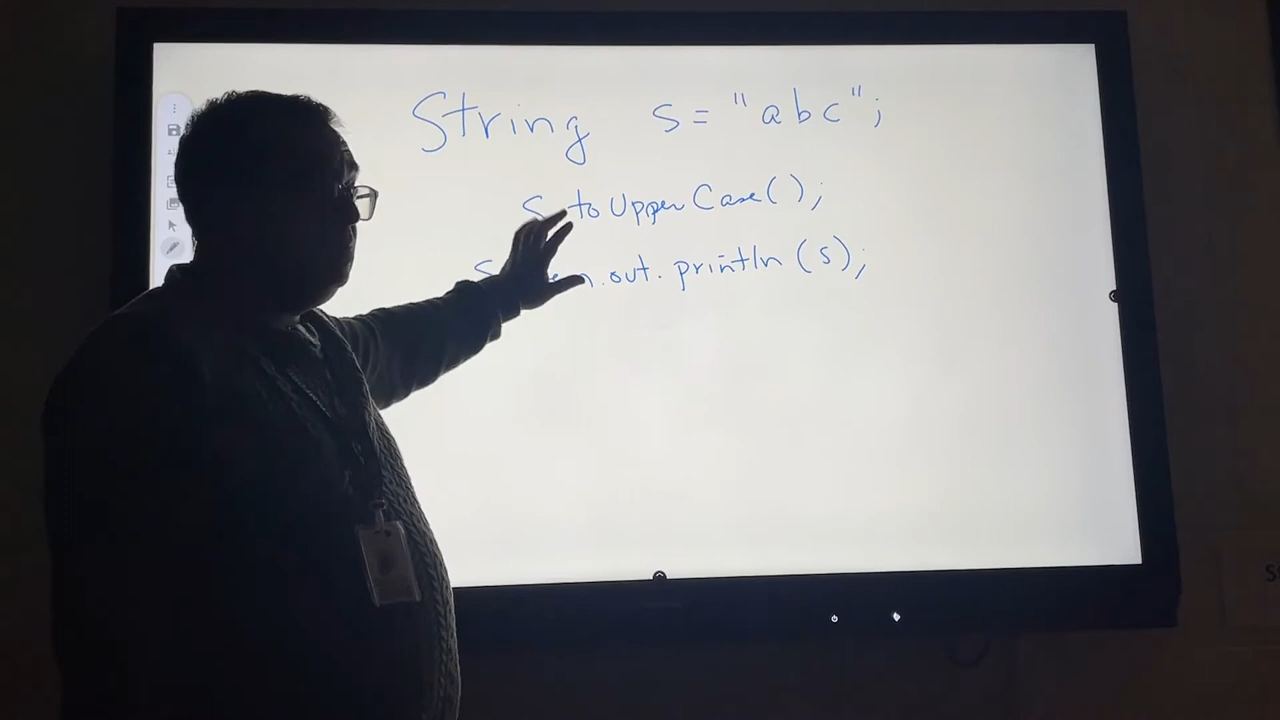 String s = "abc";
s.toUpperCase();
out.println(s);